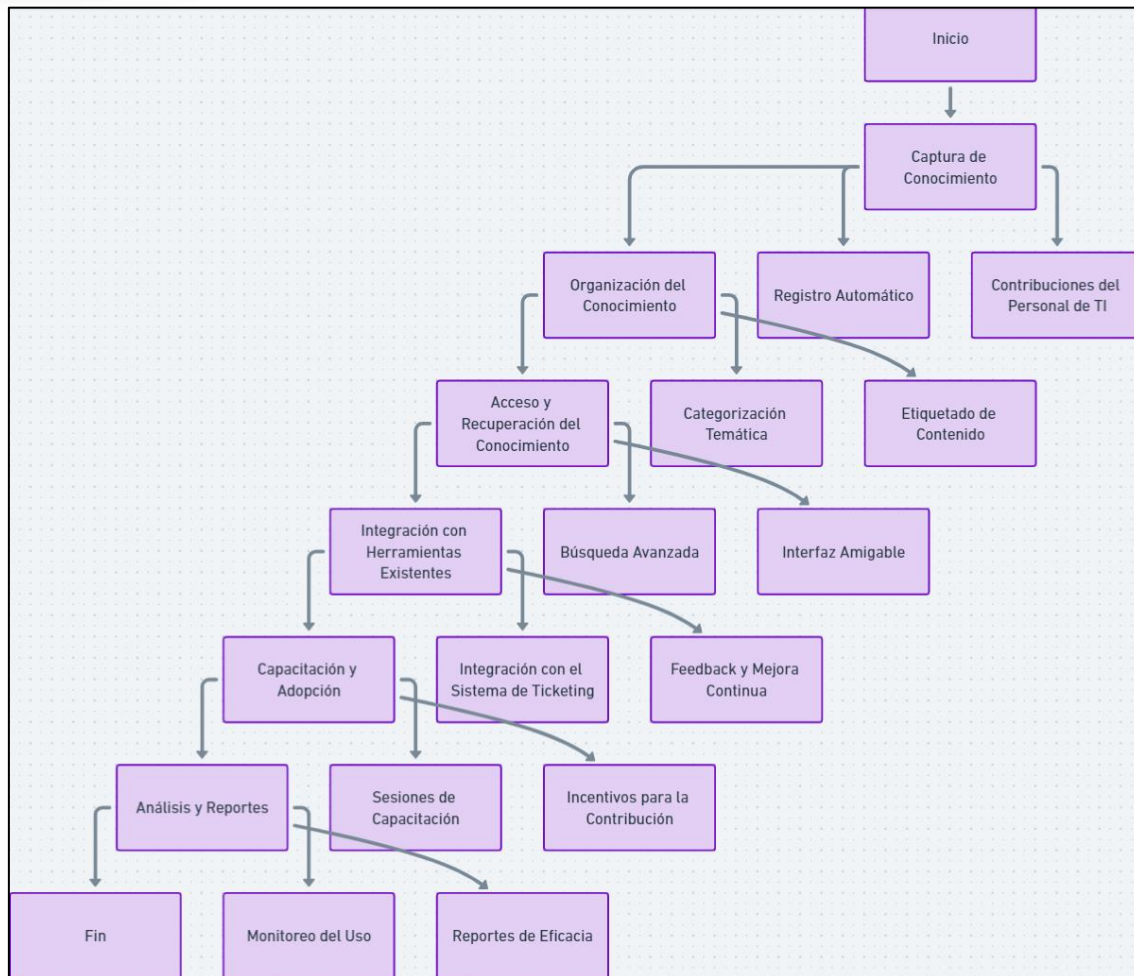 Inicio
Captura de
Conocimiento
Organización del
Conocimiento
Registro Automático
Contribuciones del
Personal de TI
Acceso y
Recuperación del
Conocimiento
Categorización
Temática
Etiquetado de
Contenido
Integración con
Herramientas
Existentes
Búsqueda Avanzada
Interfaz Amigable
Capacitación y
Adopción
Integración con el
Sistema de Ticketing
Feedback y Mejora
Continua
Análisis y Reportes
Sesiones de
Capacitación
Incentivos para la
Contribución
Fin
Monitoreo del Uso
Reportes de Eficacia